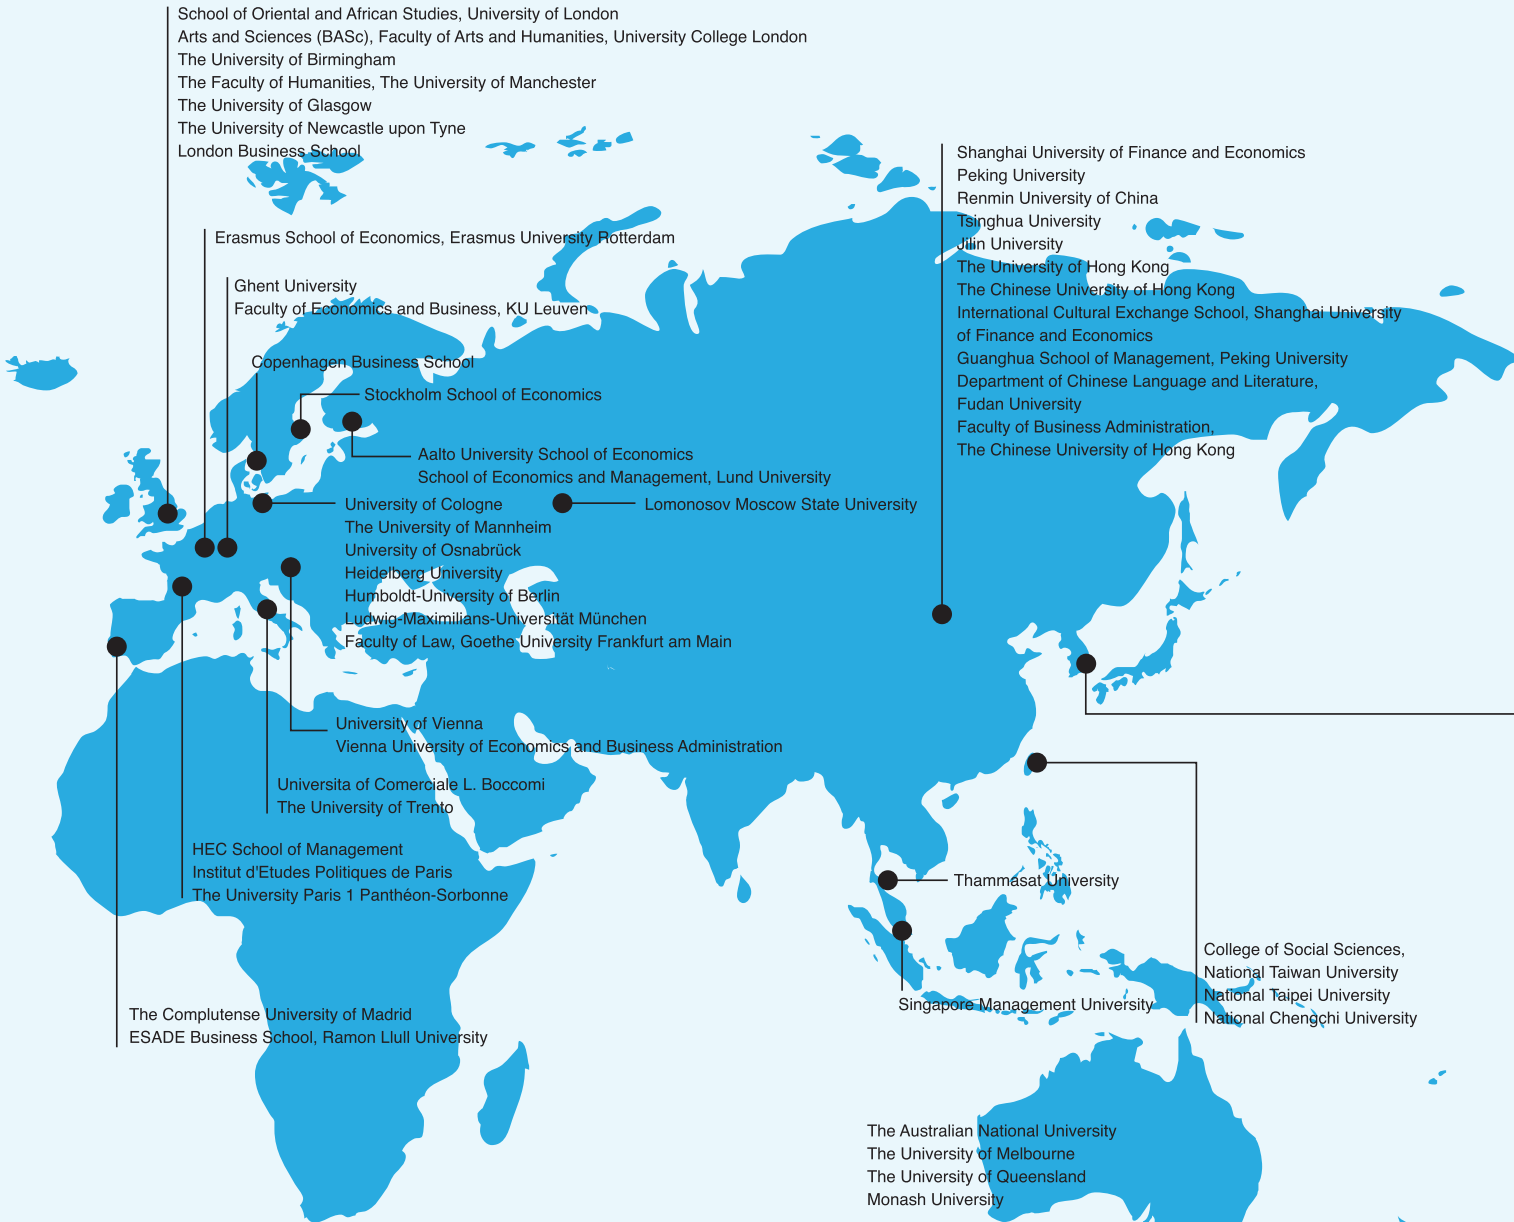 School of Oriental and African Studies, University of London
Arts and Sciences (BASc), Faculty of Arts and Humanities, University College London
The University of Birmingham
The Faculty of Humanities, The University of Manchester
The University of Glasgow
The University of Newcastle upon Tyne
London Business School
Erasmus School of Economics, Erasmus University Rotterdam
Ghent University
Faculty of Economics and Business, KU Leuven
Copenhagen Business School
Stockholm School of Economics
Aalto University School of Economics
School of Economics and Management, Lund University
University of Cologne
The University of Mannheim
University of Osnabrück
Heidelberg University
Humboldt-University of Berlin
Ludwig-Maximilians-Universität München
Faculty of Law, Goethe University Frankfurt am Main
Lomonosov Moscow State University
Shanghai University of Finance and Economics
Peking University
Renmin University of China
Tsinghua University
Jilin University
The University of Hong Kong
The Chinese University of Hong Kong
International Cultural Exchange School, Shanghai University
of Finance and Economics
Guanghua School of Management, Peking University
Department of Chinese Language and Literature,
Fudan University
Faculty of Business Administration,
The Chinese University of Hong Kong
University of Vienna
Vienna University of Economics and Business Administration
Universita of Comerciale L. Boccomi
The University of Trento
HEC School of Management
Institut d'Etudes Politiques de Paris
The University Paris 1 Panthéon-Sorbonne
The Complutense University of Madrid
ESADE Business School, Ramon Llull University
Thammasat University
Singapore Management University
College of Social Sciences,
National Taiwan University
National Taipei University
National Chengchi University
The Australian National University
The University of Melbourne
The University of Queensland
Monash University